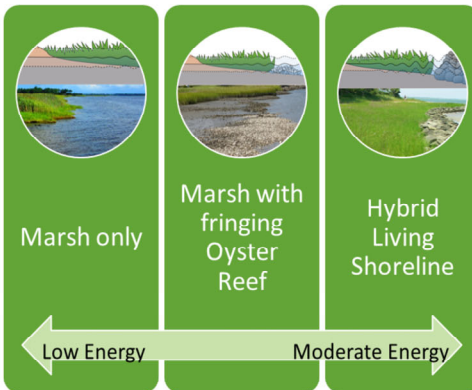 Marsh only
Marsh with
fringing
Oyster
Reef
Hybrid
Living
Shoreline
Low Energy
Moderate Energy